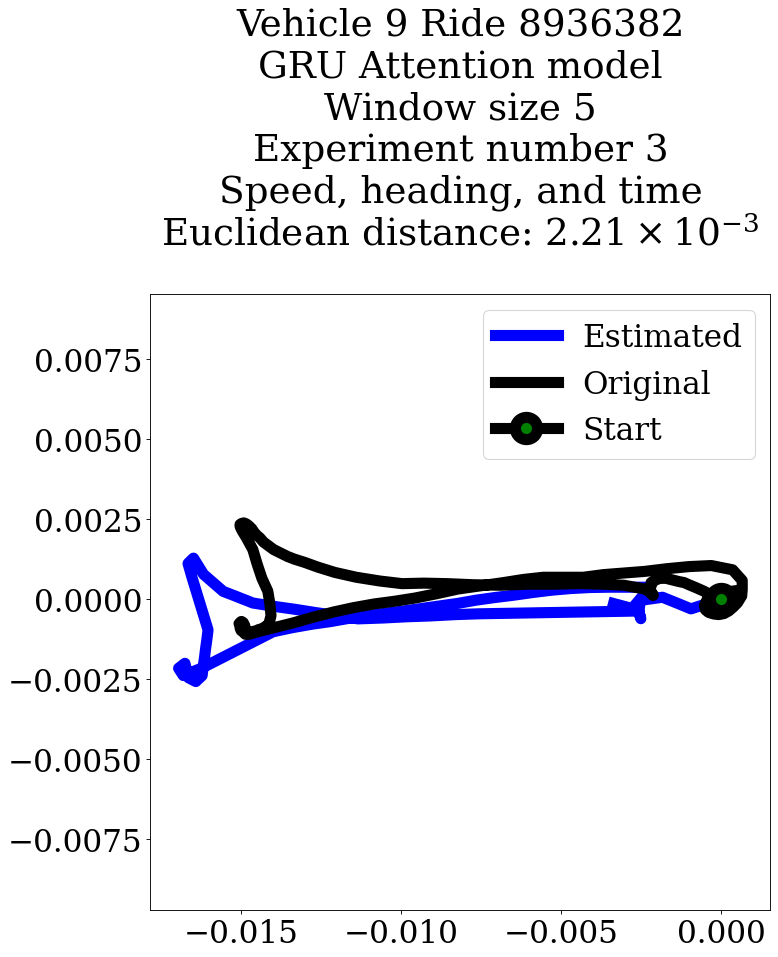 Vehicle 9 Ride 8936382
GRU Attention model
Window size 5
Experiment number 3
Speed, heading, and time
Euclidean distance: 2.21 × 10⁻³
Estimated
Original
Start
0.0075
0.0050
0.0025
0.0000
−0.0025
−0.0050
−0.0075
−0.015
−0.010
−0.005
0.000